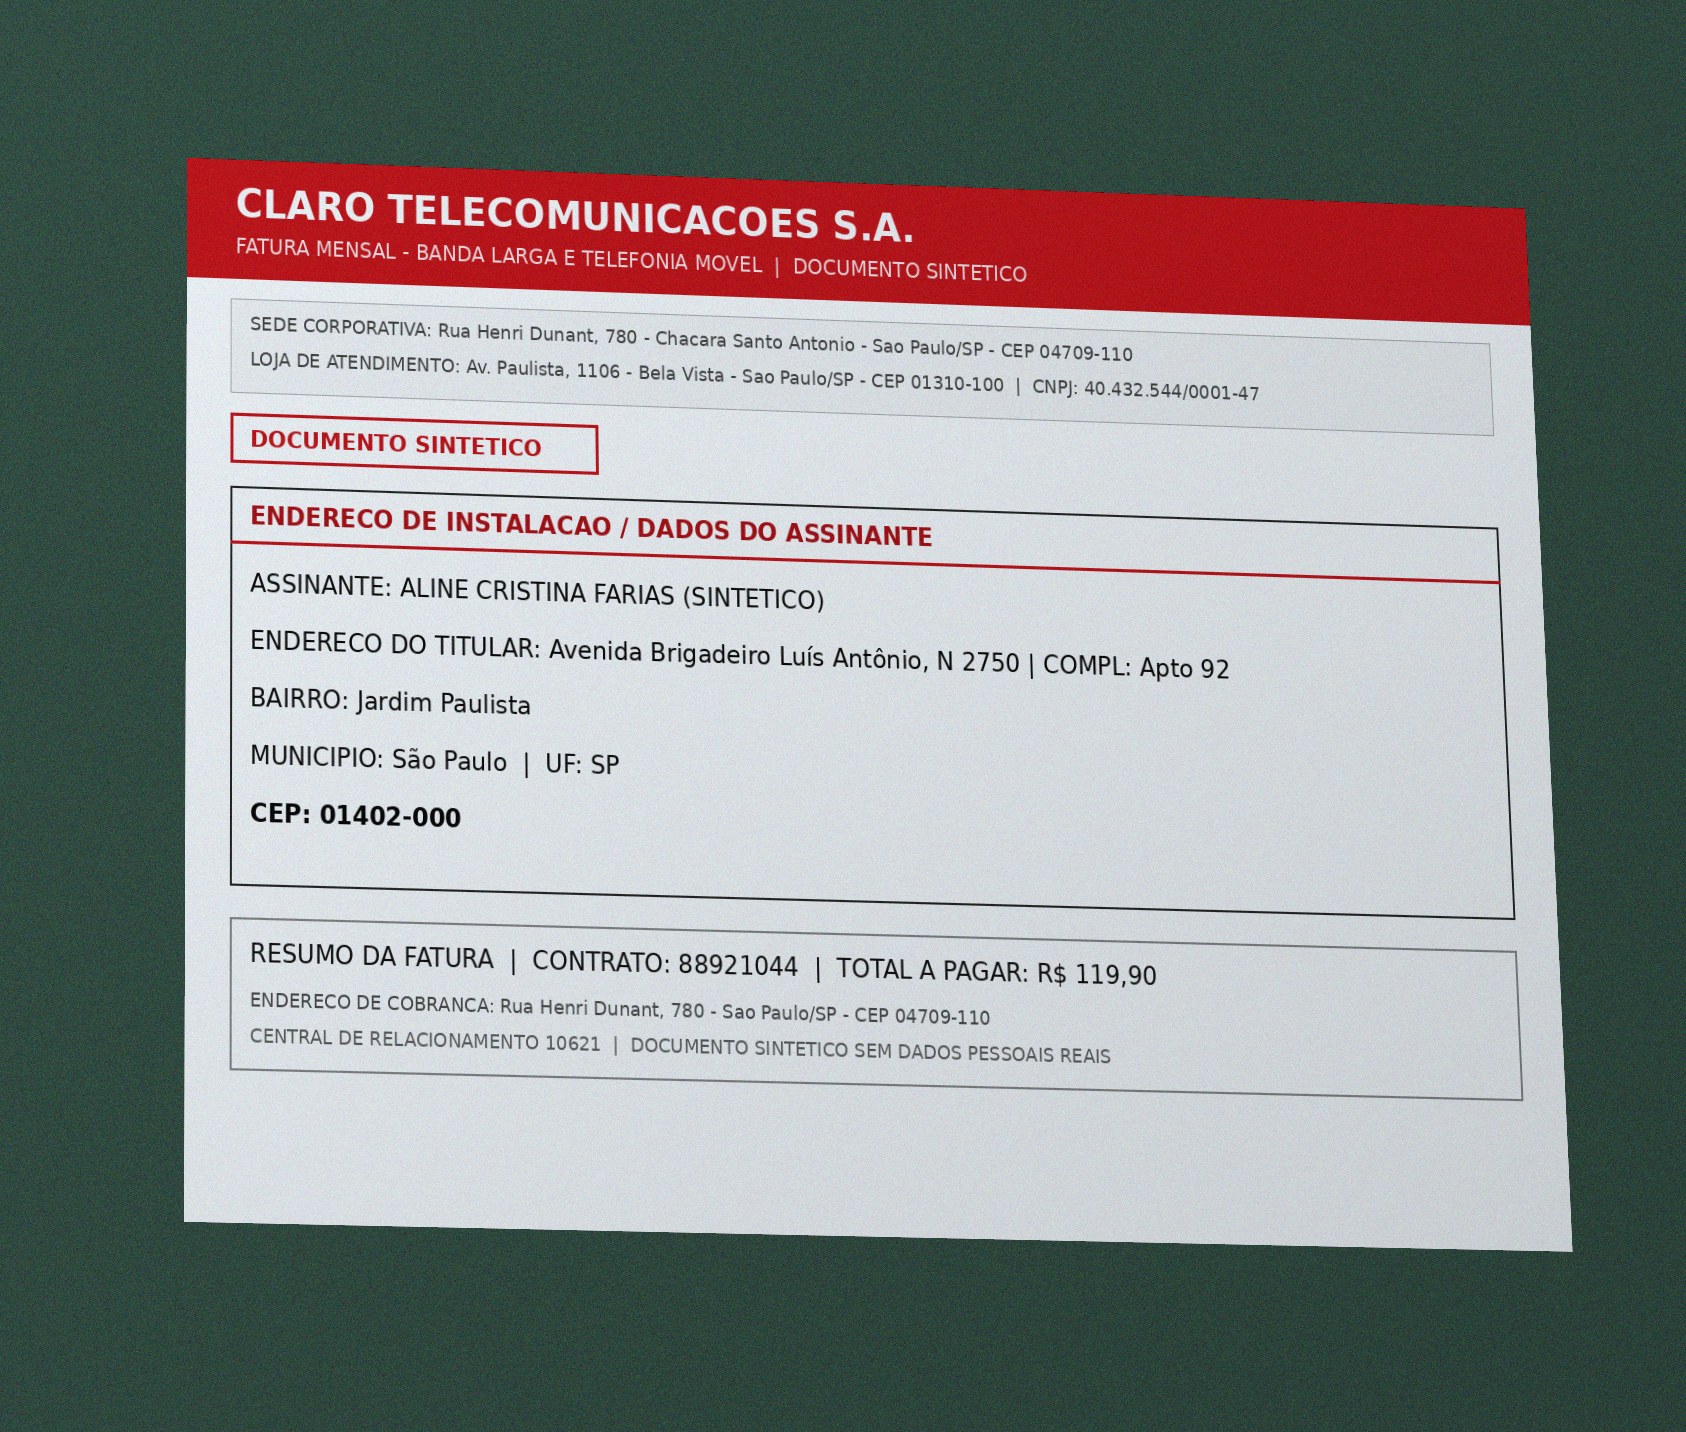 CLARO TELECOMUNICACOES S.A.
FATURA MENSAL - BANDA LARGA E TELEFONIA MOVEL | DOCUMENTO SINTETICO
SEDE CORPORATIVA: Rua Henri Dunant, 780 - Chacara Santo Antonio - Sao Paulo/SP - CEP 04709-110
LOJA DE ATENDIMENTO: Av. Paulista, 1106 - Bela Vista - Sao Paulo/SP - CEP 01310-100 | CNPJ: 40.432.544/0001-47
DOCUMENTO SINTETICO
ENDERECO DE INSTALACAO / DADOS DO ASSINANTE
ASSINANTE: ALINE CRISTINA FARIAS (SINTETICO)
ENDERECO DO TITULAR: Avenida Brigadeiro Luís Antônio, N 2750 | COMPL: Apto 92
BAIRRO: Jardim Paulista
MUNICIPIO: São Paulo | UF: SP
CEP: 01402-000
RESUMO DA FATURA | CONTRATO: 88921044 | TOTAL A PAGAR: R$ 119,90
ENDERECO DE COBRANCA: Rua Henri Dunant, 780 - Sao Paulo/SP - CEP 04709-110
CENTRAL DE RELACIONAMENTO 10621 | DOCUMENTO SINTETICO SEM DADOS PESSOAIS REAIS